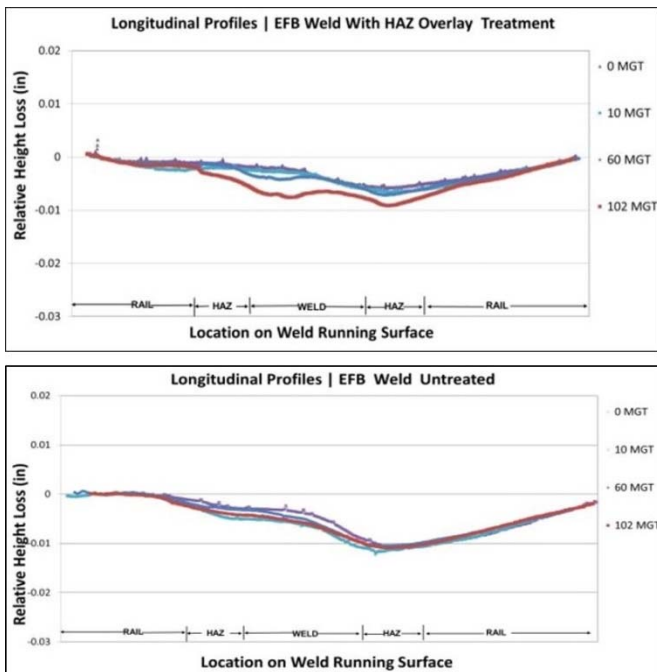 Longitudinal Profiles | EFB Weld With HAZ Overlay Treatment
Relative Height Loss (in)
0.02
0.01
0
-0.01
-0.02
-0.03
RAIL
HAZ
WELD
HAZ
RAIL
Location on Weld Running Surface
0 MGT
10 MGT
60 MGT
102 MGT
Longitudinal Profiles | EFB Weld Untreated
Relative Height Loss (in)
0.02
0.01
0
-0.01
-0.02
-0.03
RAIL
HAZ
WELD
HAZ
RAIL
Location on Weld Running Surface
0 MGT
10 MGT
60 MGT
102 MGT